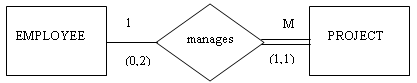 1 M
EMPLOYEE manages PROJECT
(0,2) (1,1)